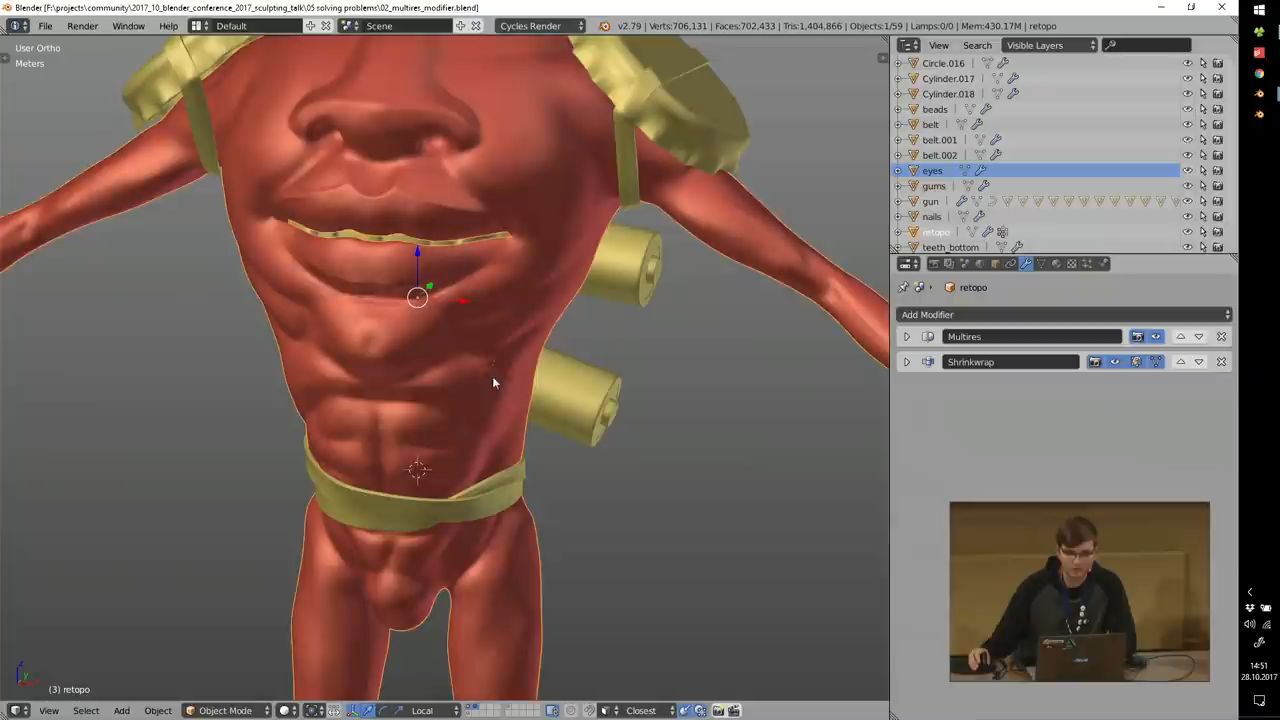 Blender [F:\projects\community\2017_10_blender_conference_2017_sculpting_talk\05 solving problems\02_multires_modifier.blend]
File Render Window Help Default Scene Cycles Render v2.79 | Verts:706,131 | Faces:702,433 | Tris:1,404,866 | Objects:1/59 | Lamps:0/0 | Mem:430.17M | retopo
User Ortho
Meters
View Search Visible Layers
Circle.016
Cylinder.017
Cylinder.018
beads
belt
belt.001
belt.002
eyes
gums
gun
nails
retopo
teeth_bottom
retopo
Add Modifier
Multires
Shrinkwrap
(3) retopo
View Select Add Object Object Mode Local Closest
14:51
28.10.2017